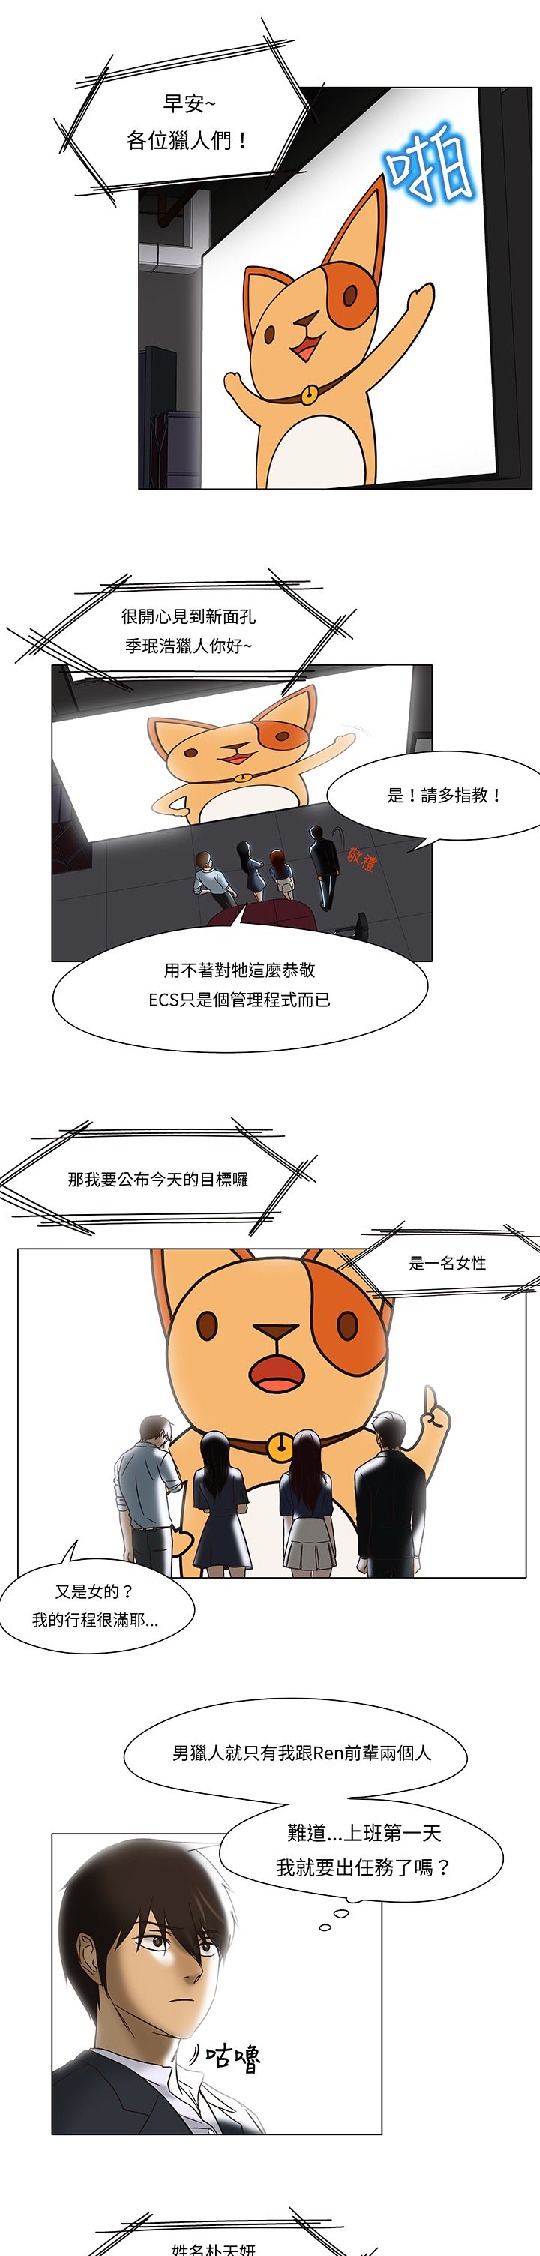 早安~
各位獵人們！
啪
很開心見到新面孔
季珉浩獵人你好~
是！請多指教！
敬禮
用不著對牠這麼恭敬
ECS只是個管理程式而已
那我要公布今天的目標囉
是一名女性
又是女的？
我的行程很滿耶...
男獵人就只有我跟Ren前輩兩個人
難道...上班第一天
我就要出任務了嗎？
咕嚕
姓名朴天妍